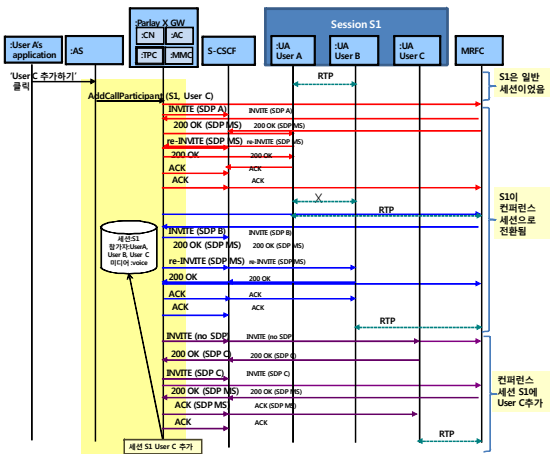 Session S1
:Parlay X GW
:User A's
application
:AS
:CN
:AC
:TPC
:MMC
S-CSCF
:UA
User A
:UA
User B
:UA
User C
MRFC
'User C 추가하기'
클릭
RTP
S1은 일반
세션이었음
AddCallParticipant (S1, User C)
INVITE (SDP A)
INVITE (SDP A)
200 OK (SDP MS)
200 OK (SDP MS)
re-INVITE (SDP MS)
re-INVITE (SDP MS)
200 OK
200 OK
ACK
ACK
ACK
ACK
X
RTP
S1이
컨퍼런스
세션으로
전환됨
세션:S1
참가자:UserA,
User B, User C
미디어 :voice
INVITE (SDP B)
INVITE (SDP B)
200 OK (SDP MS)
200 OK (SDP MS)
re-INVITE (SDP MS)
re-INVITE (SDP MS)
200 OK
200 OK
ACK
ACK
ACK
ACK
RTP
INVITE (no SDP)
INVITE (no SDP)
200 OK (SDP C)
200 OK (SDP C)
INVITE (SDP C)
INVITE (SDP C)
200 OK (SDP MS)
200 OK (SDP MS)
ACK (SDP MS)
ACK (SDP MS)
ACK
ACK
컨퍼런스
세션 S1에
User C추가
RTP
세션 S1 User C 추가